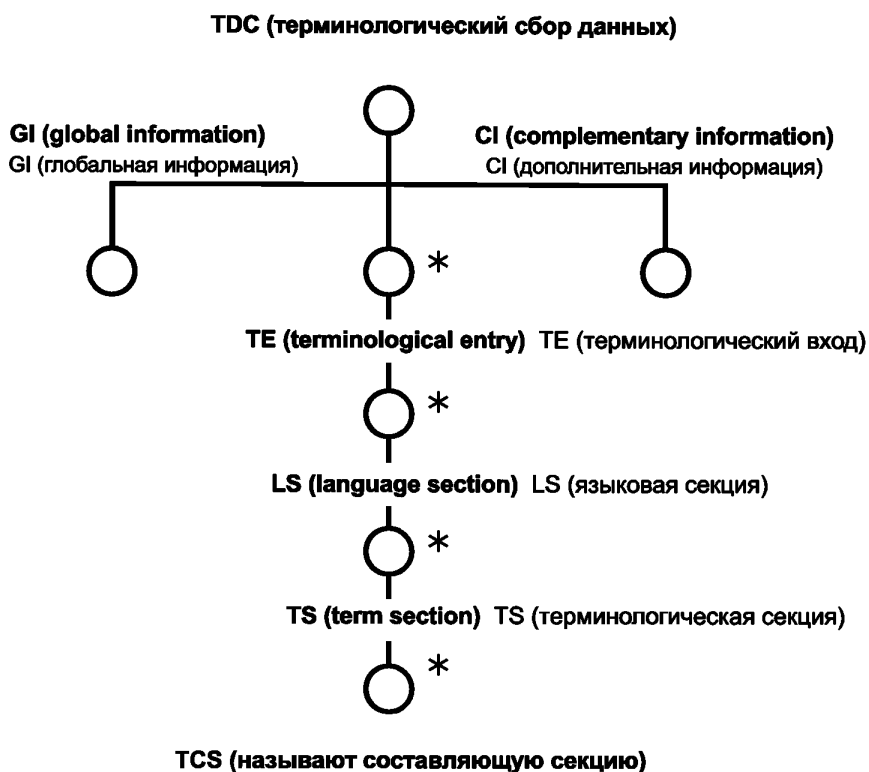 TDC (терминологический сбор данных)
GI (global information)
GI (глобальная информация)
CI (complementary information)
CI (дополнительная информация)
*
TE (terminological entry) TE (терминологический вход)
*
LS (language section) LS (языковая секция)
*
TS (term section) TS (терминологическая секция)
*
TCS (называют составляющую секцию)